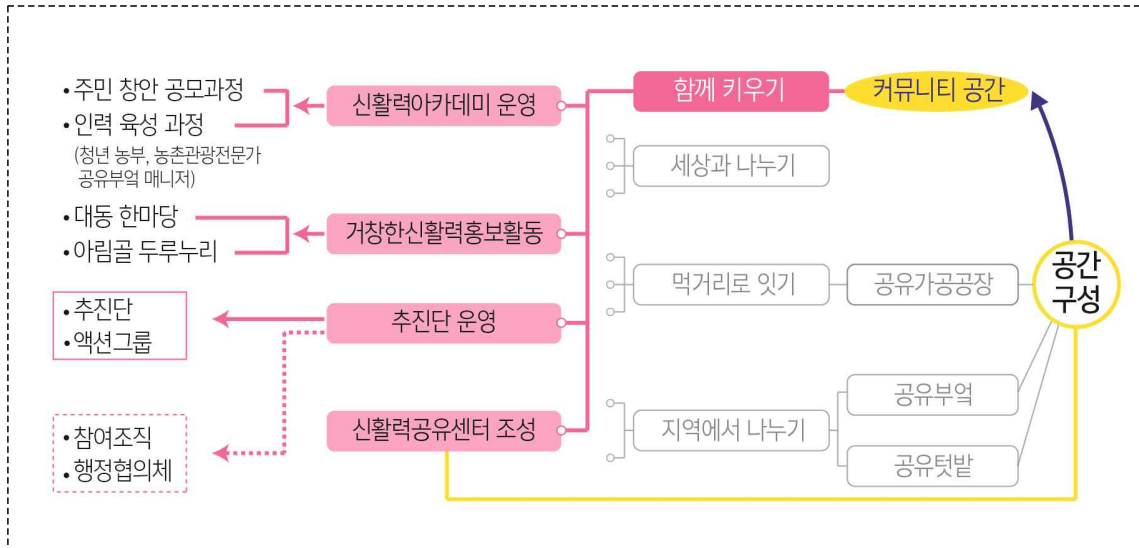 • 주민 창안 공모과정
• 인력 육성 과정
(청년 농부, 농촌관광전문가
공유부엌 매니저)
• 대동 한마당
• 아림골 두루누리
• 추진단
• 액션그룹
• 참여조직
• 행정협의체
신활력아카데미 운영
거창한신활력홍보활동
추진단 운영
신활력공유센터 조성
함께 키우기
세상과 나누기
먹거리로 잇기
지역에서 나누기
커뮤니티 공간
공유가공공장
공유부엌
공유텃밭
공간
구성